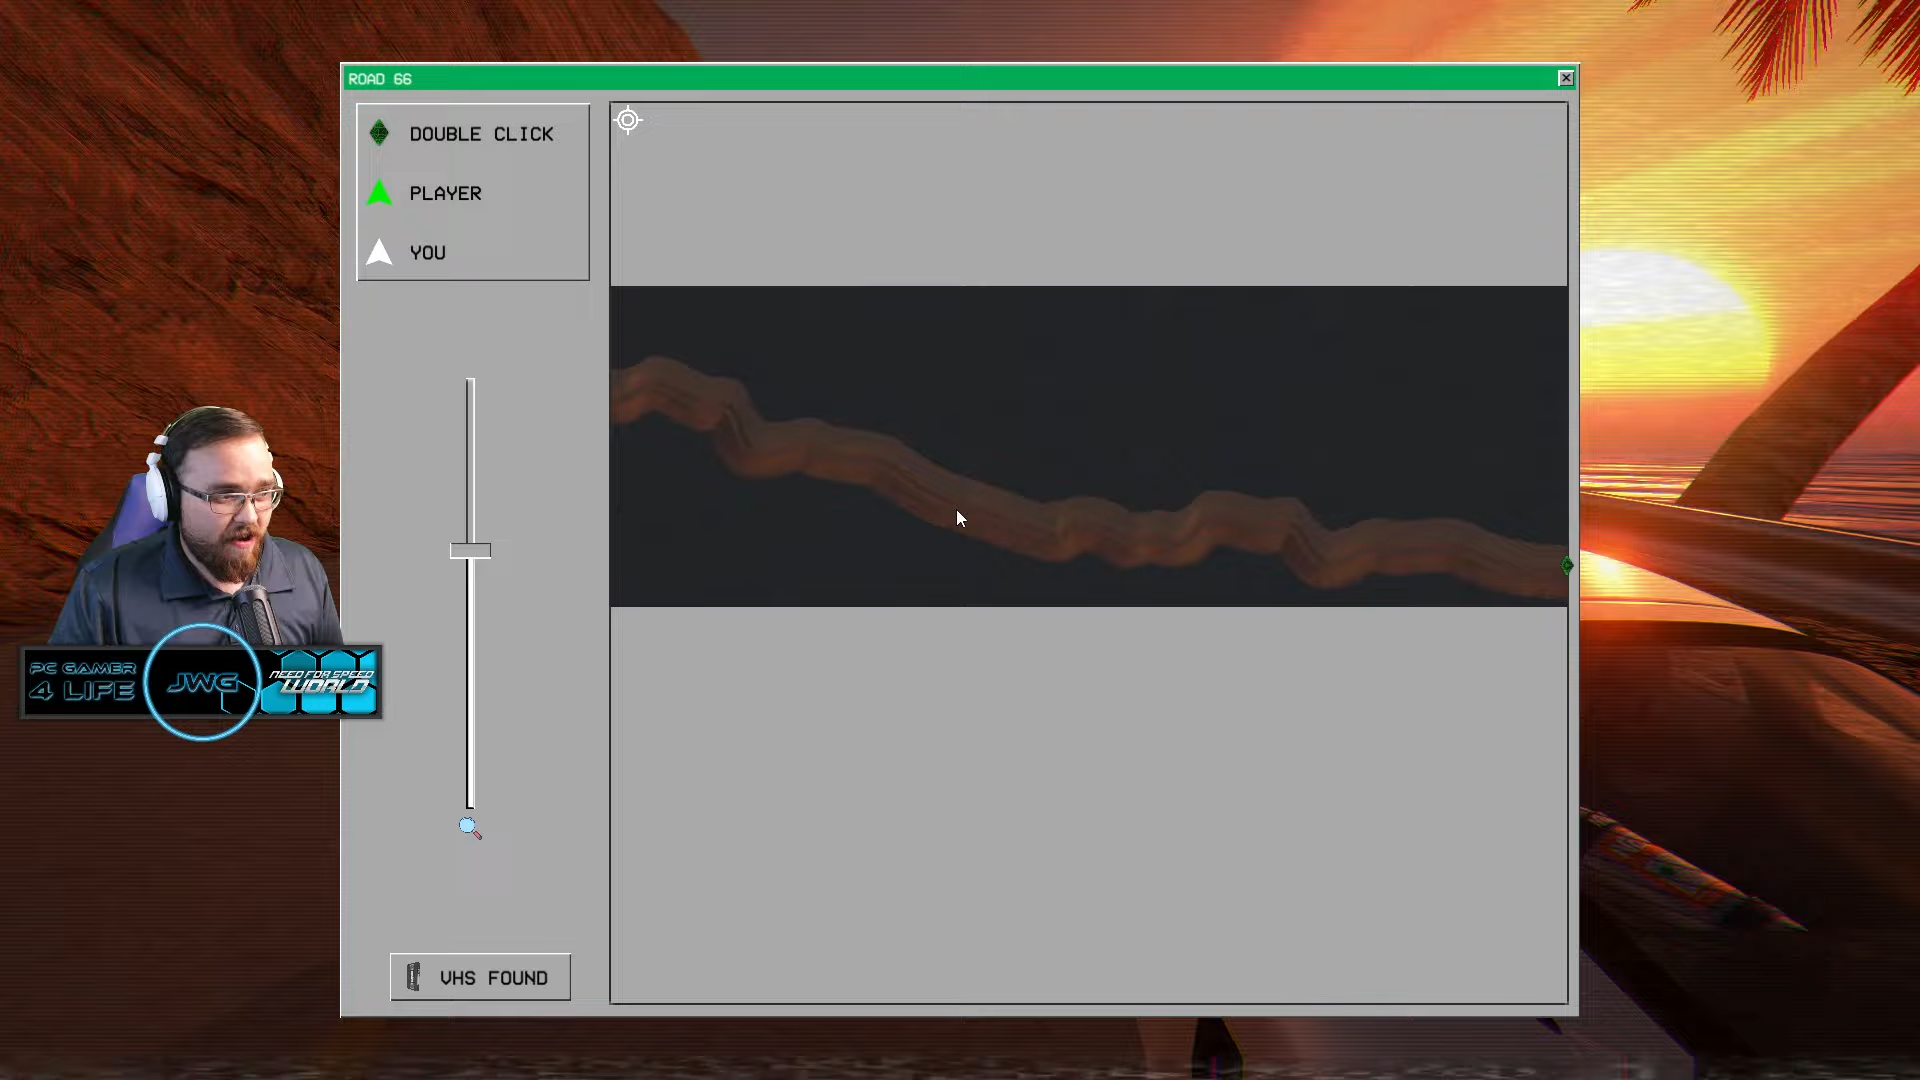 ROAD 66
DOUBLE CLICK
PLAYER
YOU
PC GAMER
4 LIFE
JWG
NEED FOR SPEED
WORLD
VHS FOUND